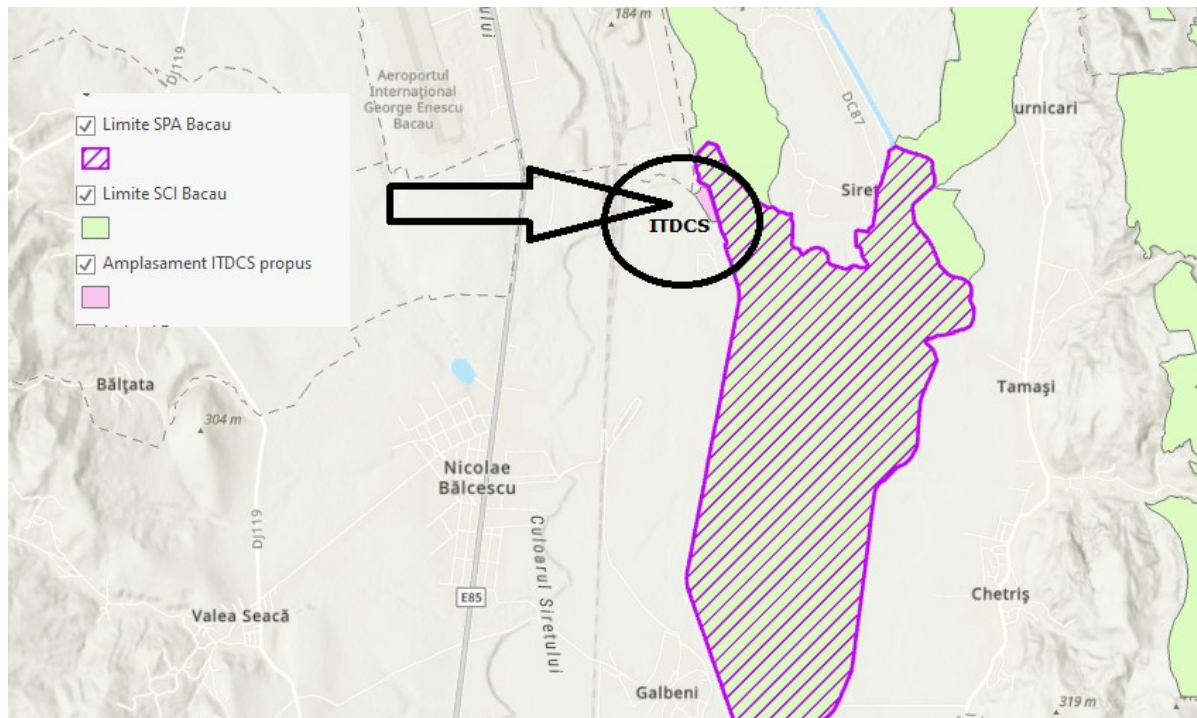 184 m
DJ119
Aeroportul
Internațional
George Enescu
Bacau
DC87
Limite SPA Bacau
Limite SCI Bacau
Amplasament ITDCS propus
urnicari
Siret
ITDCS
Bălțata
304 m
Tamași
Nicolae
Bălcescu
Culoarul Siretului
DJ119
E85
Valea Seacă
Chetriș
Galbeni
319 m